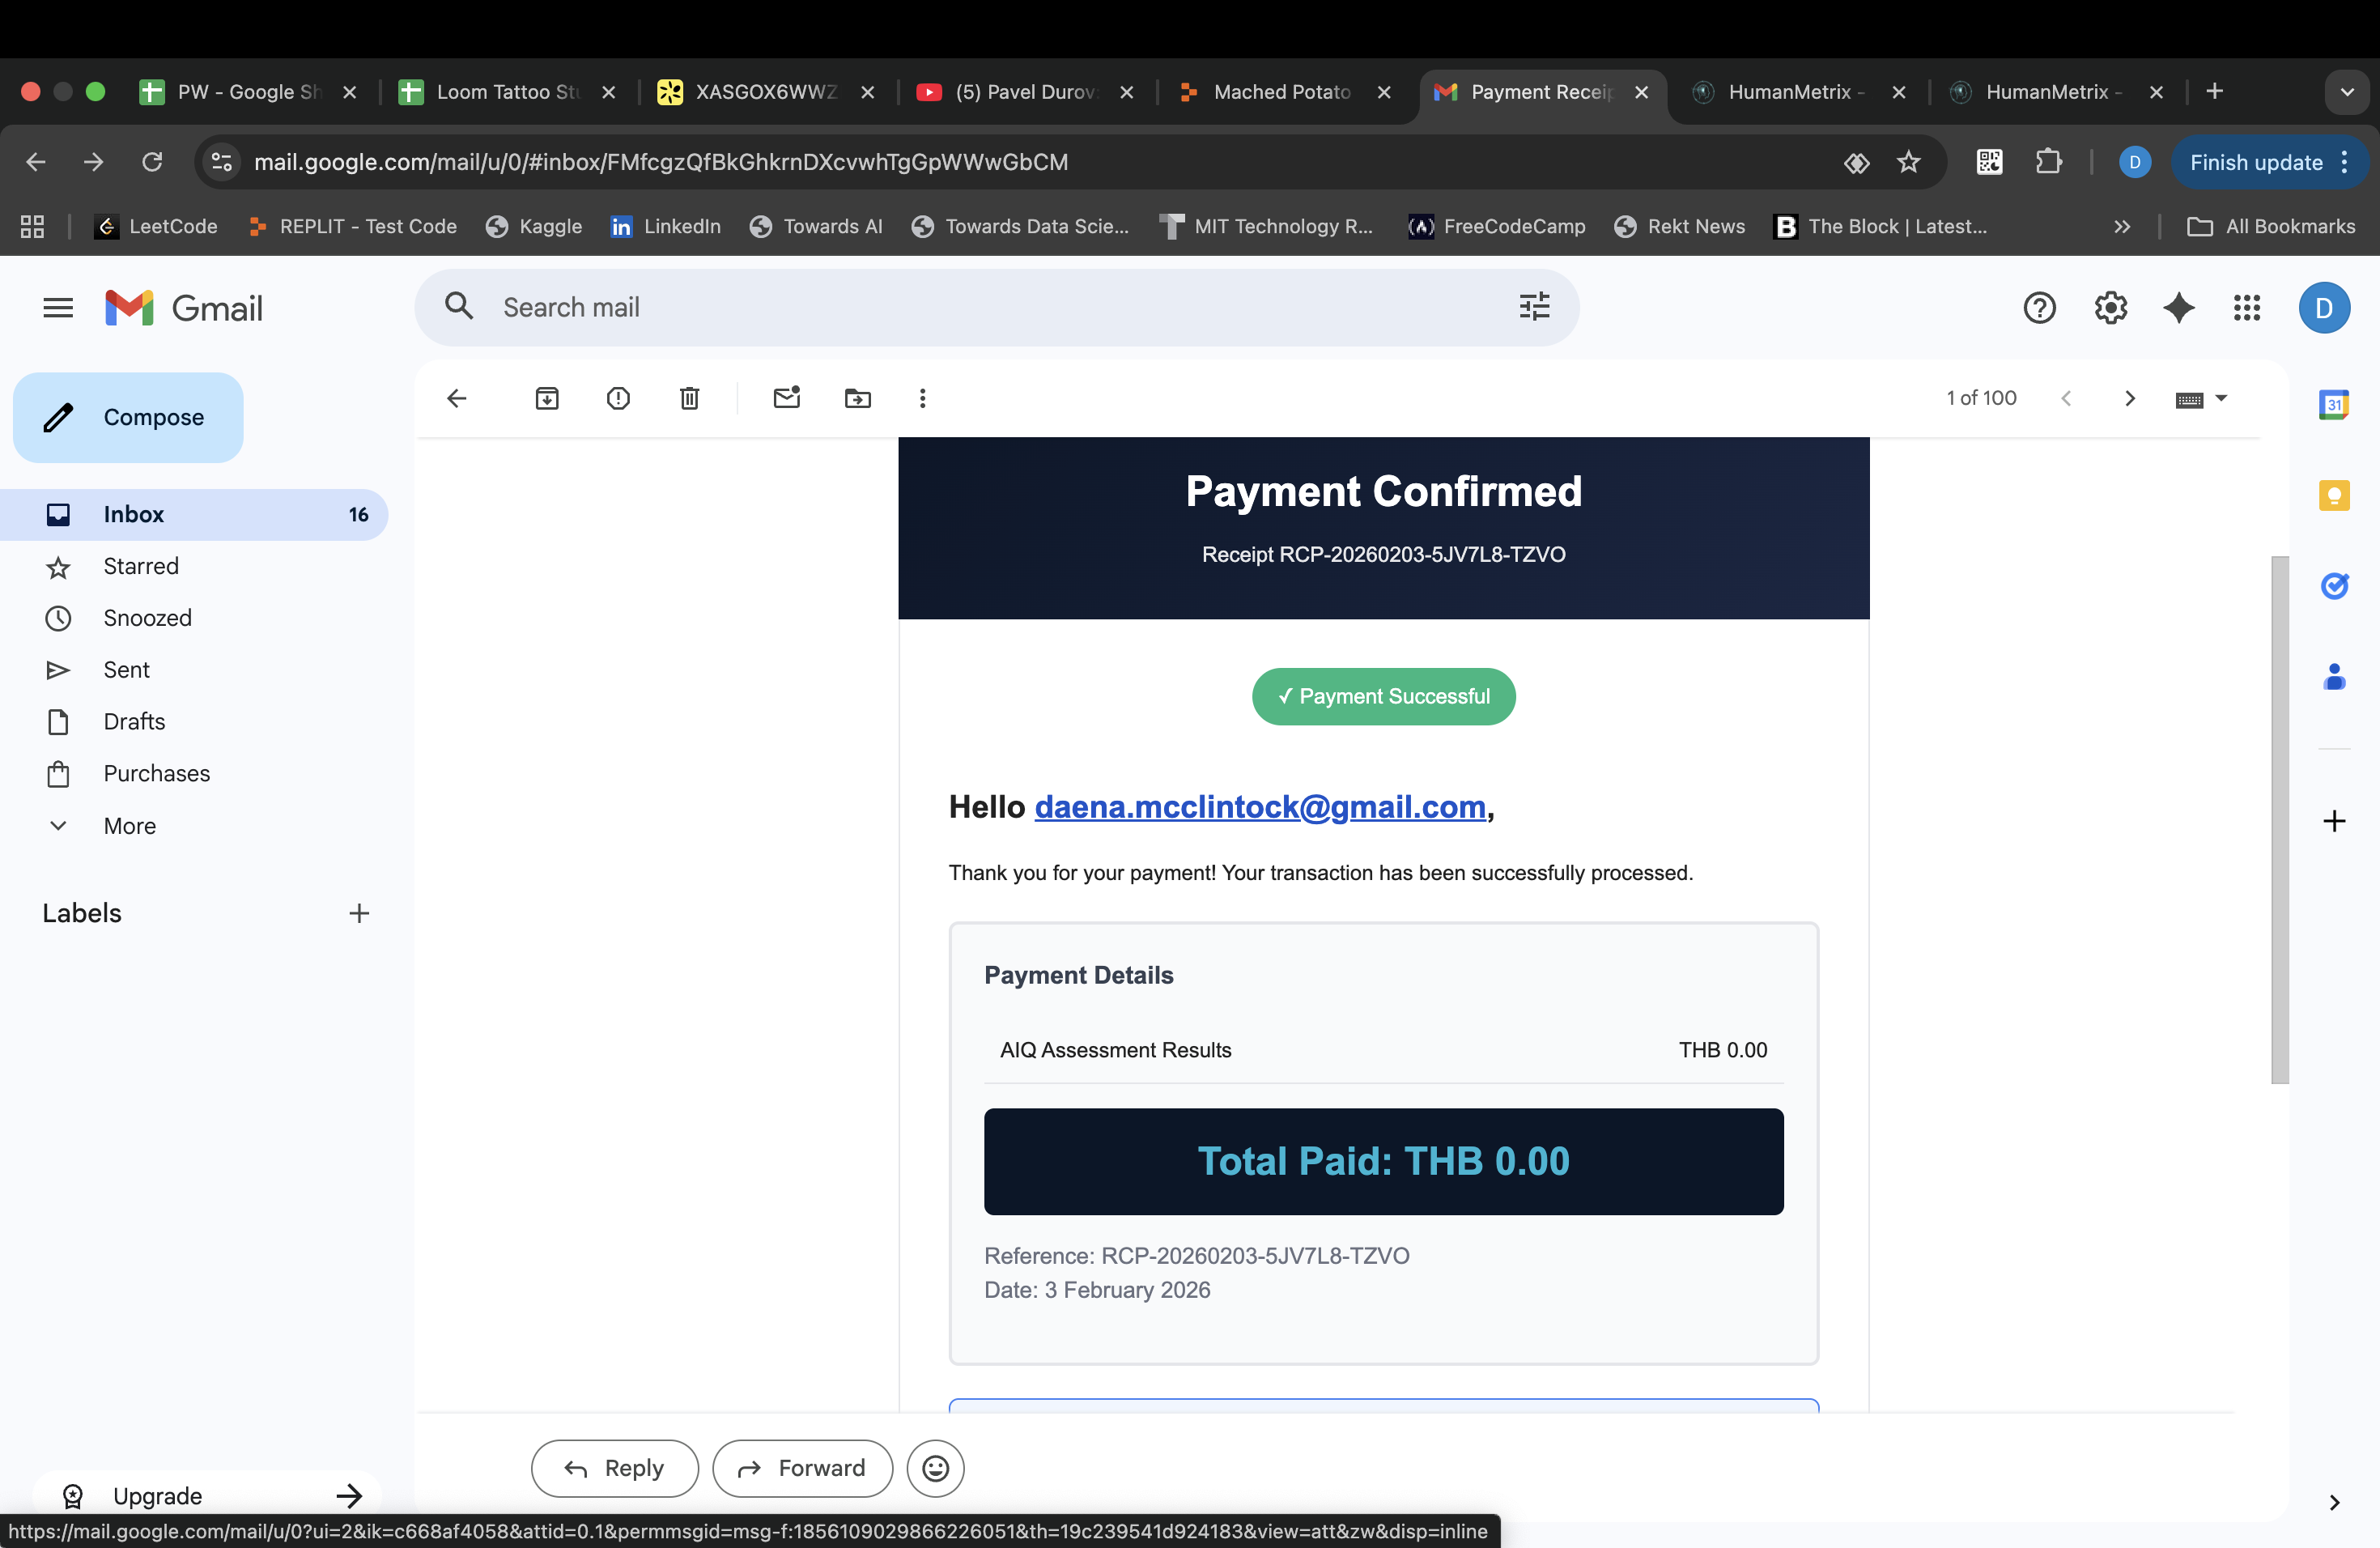 PW - Google Sh
Loom Tattoo Stu
XASGOX6WWZ
(5) Pavel Durov:
Mached Potato
Payment Receip
HumanMetrix -
HumanMetrix -
mail.google.com/mail/u/0/#inbox/FMfcgzQfBkGhkrnDXcvwhTgGpWWwGbCM
D
Finish update
LeetCode
REPLIT - Test Code
Kaggle
LinkedIn
Towards AI
Towards Data Scie...
MIT Technology R...
FreeCodeCamp
Rekt News
The Block | Latest...
All Bookmarks
Gmail
Search mail
D
Compose
1 of 100
31
Inbox 16
Starred
Snoozed
Sent
Drafts
Purchases
More
Labels
Payment Confirmed
Receipt RCP-20260203-5JV7L8-TZVO
✓ Payment Successful
Hello daena.mcclintock@gmail.com,
Thank you for your payment! Your transaction has been successfully processed.
Payment Details
AIQ Assessment Results THB 0.00
Total Paid: THB 0.00
Reference: RCP-20260203-5JV7L8-TZVO
Date: 3 February 2026
Reply
Forward
Upgrade
https://mail.google.com/mail/u/0?ui=2&ik=c668af4058&attid=0.1&permmsgid=msg-f:1856109029866226051&th=19c239541d924183&view=att&zw&disp=inline